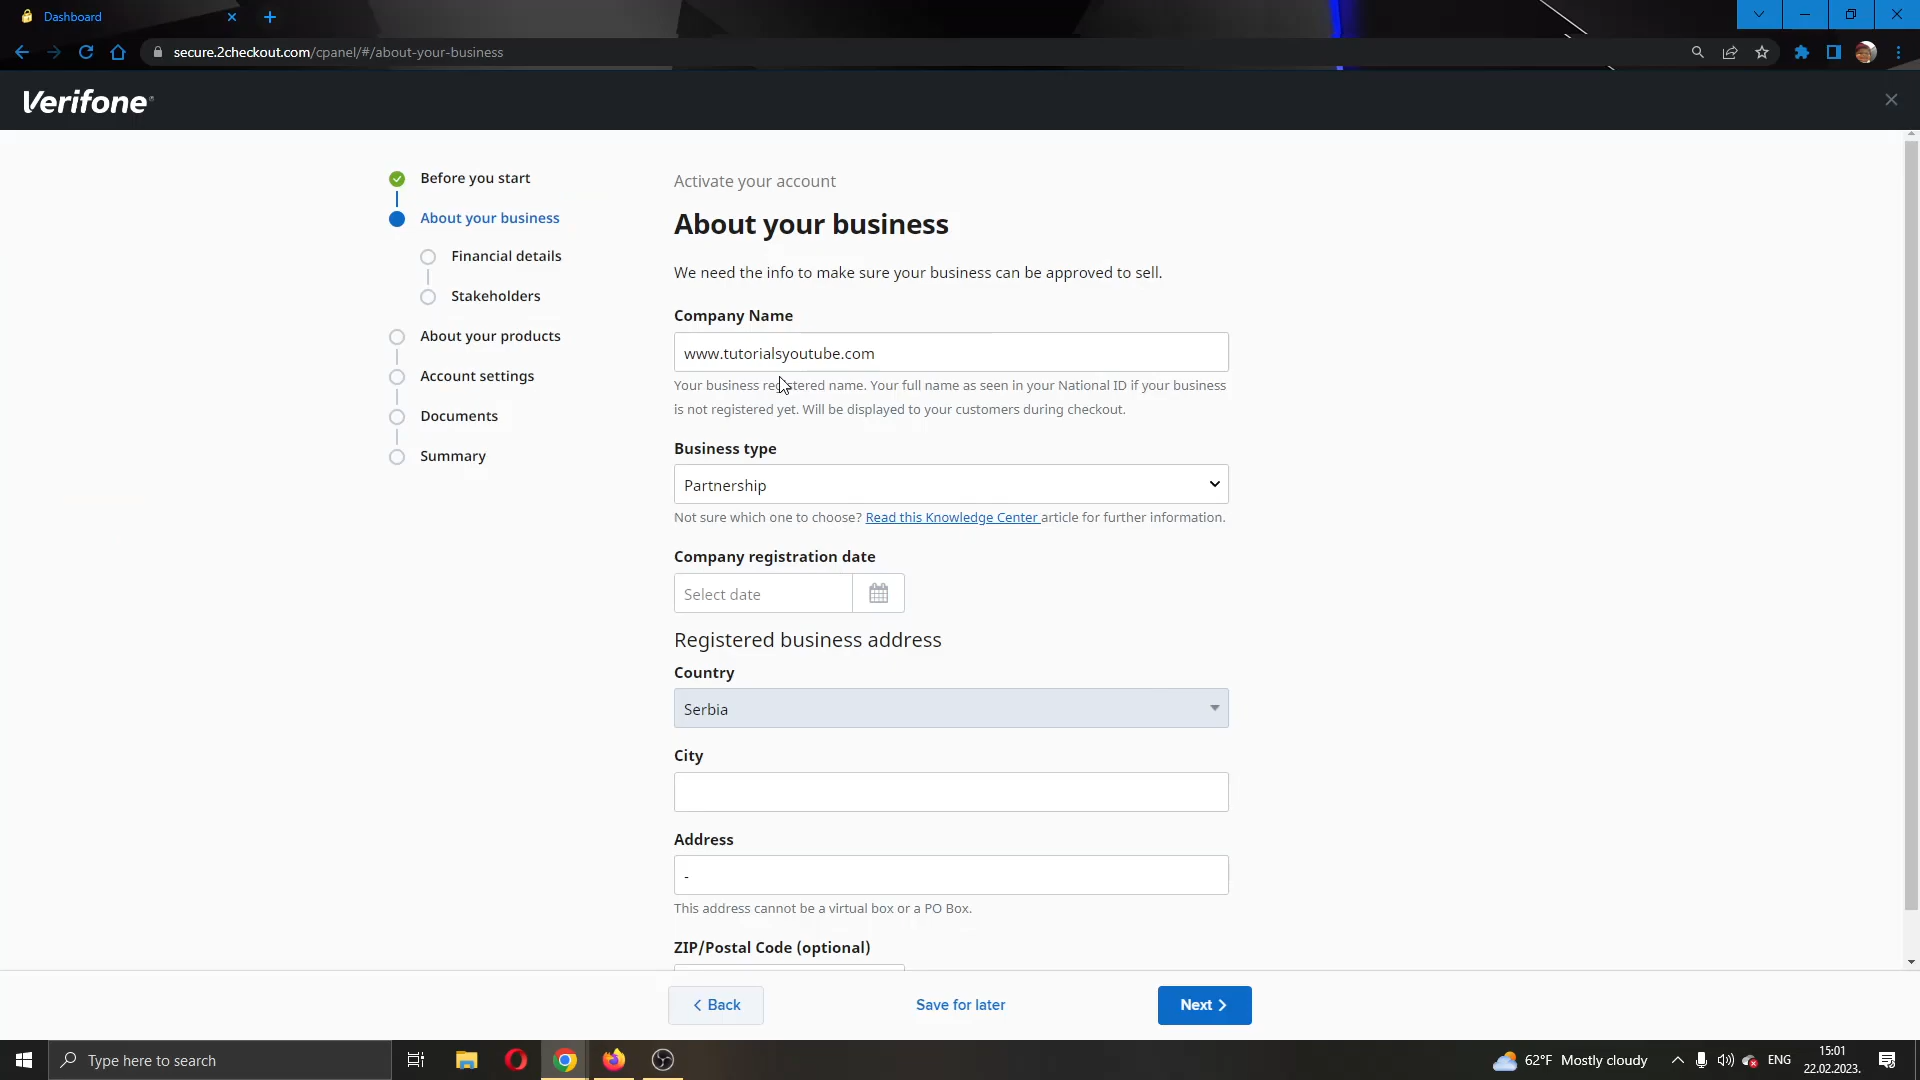 Dashboard
secure.2checkout.com/cpanel/#/about-your-business
Verifone
Before you start
About your business
Financial details
Stakeholders
About your products
Account settings
Documents
Summary
Activate your account
About your business
We need the info to make sure your business can be approved to sell.
Company Name
www.tutorialsyoutube.com
Your business registered name. Your full name as seen in your National ID if your business
is not registered yet. Will be displayed to your customers during checkout.
Business type
Partnership
Not sure which one to choose? Read this Knowledge Center article for further information.
Company registration date
Select date
Registered business address
Country
Serbia
City
Address
-
This address cannot be a virtual box or a PO Box.
ZIP/Postal Code (optional)
Back
Save for later
Next
Type here to search
62°F Mostly cloudy
ENG
15:01
22.02.2023.